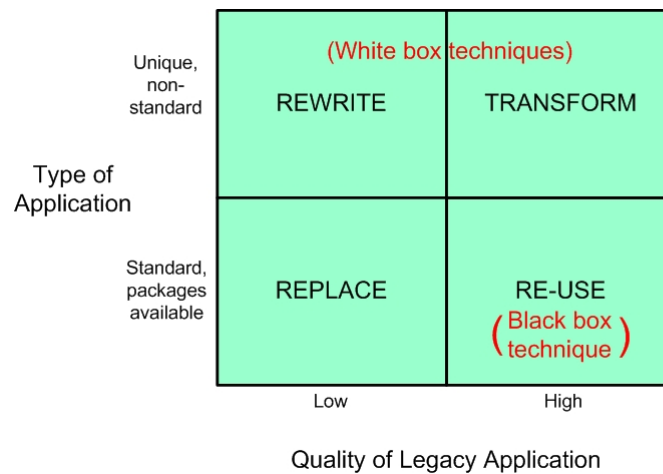 (White box techniques)
Unique,
non-
standard
REWRITE
TRANSFORM
Type of
Application
Standard,
packages
available
REPLACE
RE-USE
(Black box
technique)
Low
High
Quality of Legacy Application